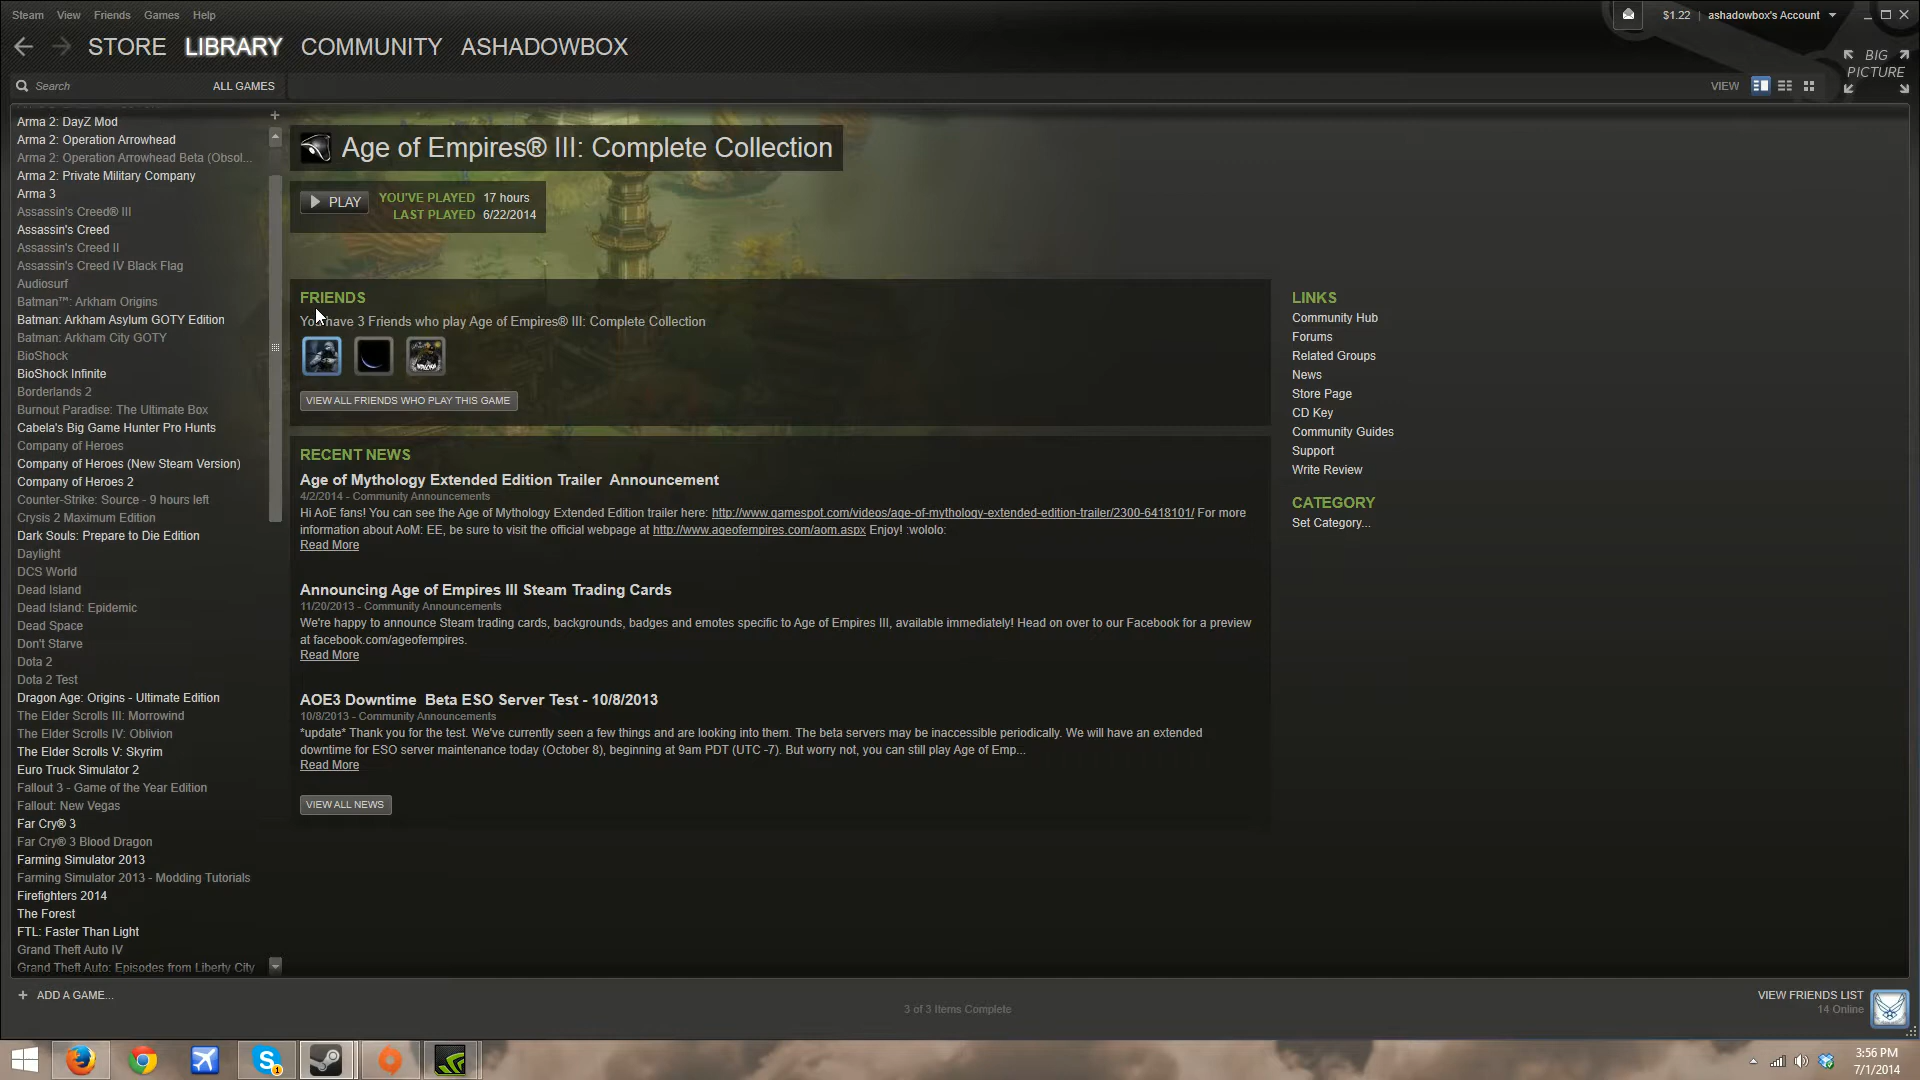 Steam View Friends Games Help
$1.22 | ashadowbox's Account
STORE LIBRARY COMMUNITY ASHADOWBOX
BIG PICTURE
Search ALL GAMES
VIEW
Arma 2: DayZ Mod
Arma 2: Operation Arrowhead
Arma 2: Operation Arrowhead Beta (Obsol...
Arma 2: Private Military Company
Arma 3
Assassin's Creed® III
Assassin's Creed
Assassin's Creed II
Assassin's Creed IV Black Flag
Audiosurf
Batman™: Arkham Origins
Batman: Arkham Asylum GOTY Edition
Batman: Arkham City GOTY
BioShock
BioShock Infinite
Borderlands 2
Burnout Paradise: The Ultimate Box
Cabela's Big Game Hunter Pro Hunts
Company of Heroes
Company of Heroes (New Steam Version)
Company of Heroes 2
Counter-Strike: Source - 9 hours left
Crysis 2 Maximum Edition
Dark Souls: Prepare to Die Edition
Daylight
DCS World
Dead Island
Dead Island: Epidemic
Dead Space
Don't Starve
Dota 2
Dota 2 Test
Dragon Age: Origins - Ultimate Edition
The Elder Scrolls III: Morrowind
The Elder Scrolls IV: Oblivion
The Elder Scrolls V: Skyrim
Euro Truck Simulator 2
Fallout 3 - Game of the Year Edition
Fallout: New Vegas
Far Cry® 3
Far Cry® 3 Blood Dragon
Farming Simulator 2013
Farming Simulator 2013 - Modding Tutorials
Firefighters 2014
The Forest
FTL: Faster Than Light
Grand Theft Auto IV
Grand Theft Auto: Episodes from Liberty City
Age of Empires® III: Complete Collection
PLAY
YOU'VE PLAYED 17 hours
LAST PLAYED 6/22/2014
FRIENDS
You have 3 Friends who play Age of Empires® III: Complete Collection
VIEW ALL FRIENDS WHO PLAY THIS GAME
RECENT NEWS
Age of Mythology Extended Edition Trailer Announcement
4/2/2014 - Community Announcements
Hi AoE fans! You can see the Age of Mythology Extended Edition trailer here: http://www.gamespot.com/videos/age-of-mythology-extended-edition-trailer/2300-6418101/ For more
information about AoM: EE, be sure to visit the official webpage at http://www.ageofempires.com/aom.aspx Enjoy! :wololo:
Read More
Announcing Age of Empires III Steam Trading Cards
11/20/2013 - Community Announcements
We're happy to announce Steam trading cards, backgrounds, badges and emotes specific to Age of Empires III, available immediately! Head on over to our Facebook for a preview
at facebook.com/ageofempires.
Read More
AOE3 Downtime Beta ESO Server Test - 10/8/2013
10/8/2013 - Community Announcements
*update* Thank you for the test. We've currently seen a few things and are looking into them. The beta servers may be inaccessible periodically. We will have an extended
downtime for ESO server maintenance today (October 8), beginning at 9am PDT (UTC -7). But worry not, you can still play Age of Emp...
Read More
VIEW ALL NEWS
LINKS
Community Hub
Forums
Related Groups
News
Store Page
CD Key
Community Guides
Support
Write Review
CATEGORY
Set Category...
+ ADD A GAME...
3 of 3 Items Complete
VIEW FRIENDS LIST
14 Online
3:56 PM
7/1/2014